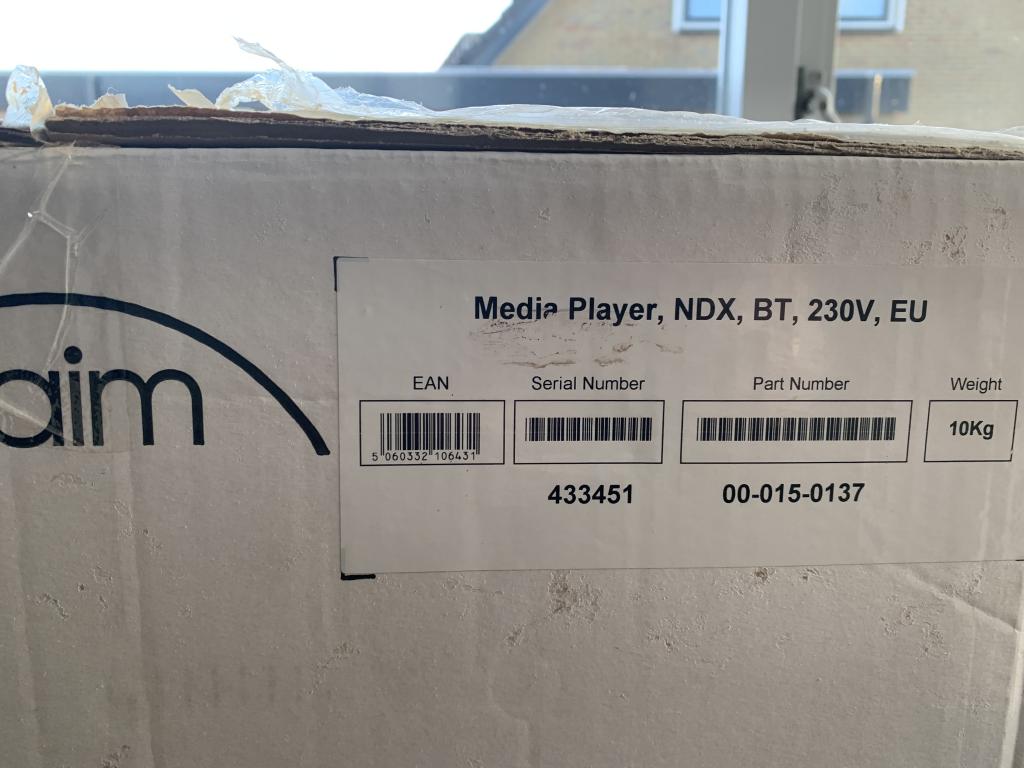 Media Player, NDX, BT, 230V, EU
EAN
Serial Number
Part Number
Weight
5 060332 106431
10Kg
433451
00-015-0137
aim